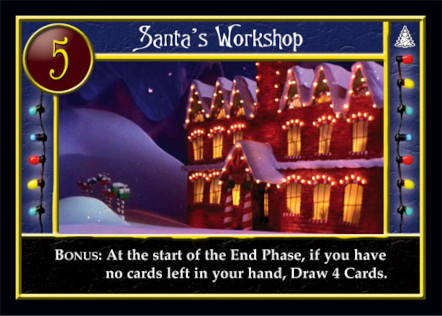 5
Santa's Workshop
BONUS: At the start of the End Phase, if you have
no cards left in your hand, Draw 4 Cards.